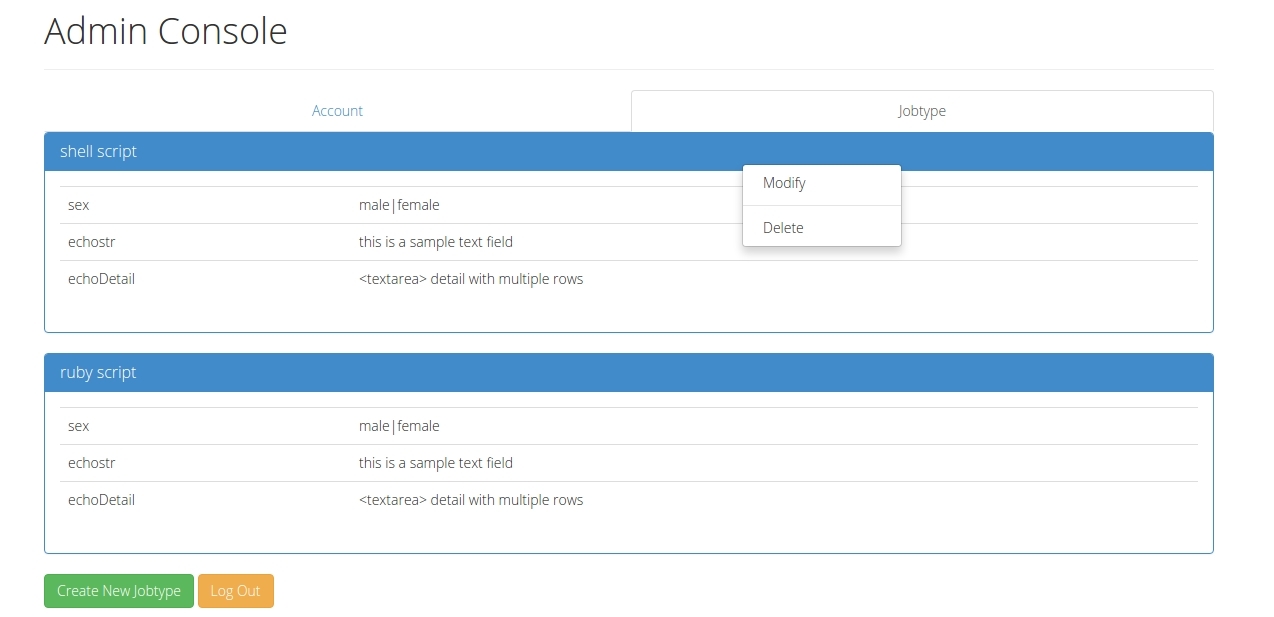 Admin Console
Account Jobtype
shell script
Modify
sex male|female
Delete
echostr this is a sample text field
echoDetail <textarea> detail with multiple rows
ruby script
sex male|female
echostr this is a sample text field
echoDetail <textarea> detail with multiple rows
Create New Jobtype Log Out